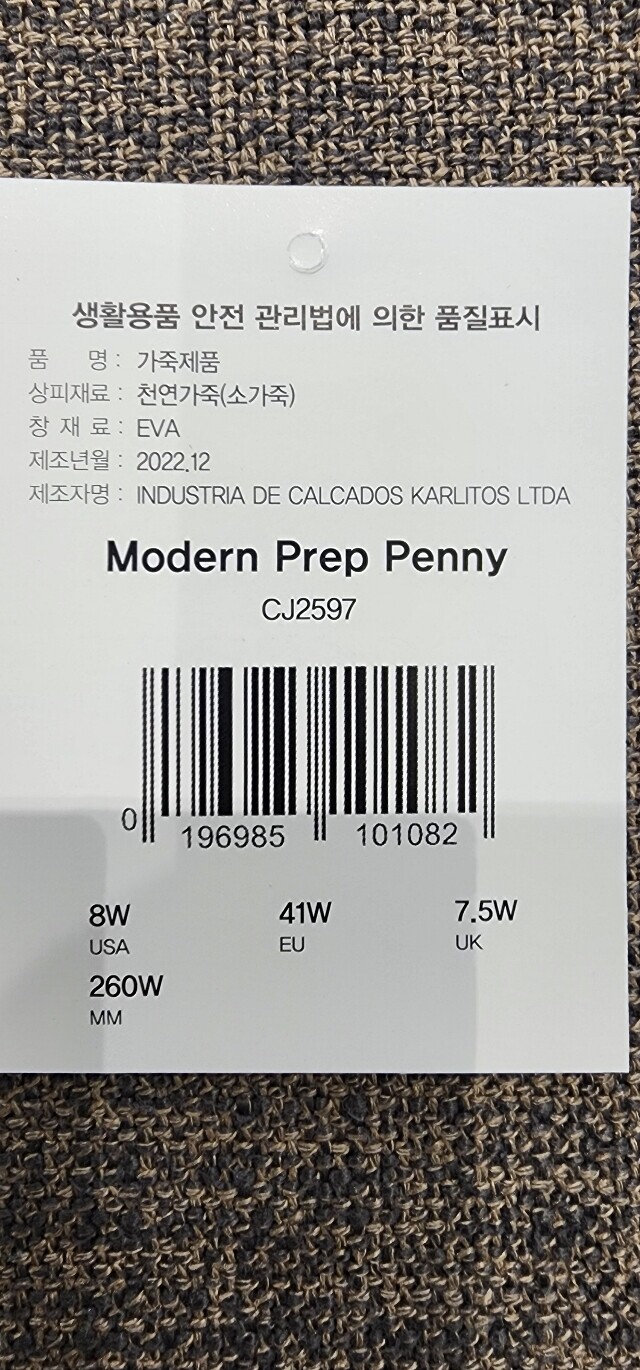 생활용품 안전 관리법에 의한 품질표시
품 명 : 가죽제품
상피재료 : 천연가죽(소가죽)
창 재 료 : EVA
제조년월 : 2022.12
제조자명 : INDUSTRIA DE CALCADOS KARLITOS LTDA
Modern Prep Penny
CJ2597
0 196985 101082
8W 41W 7.5W
USA EU UK
260W
MM